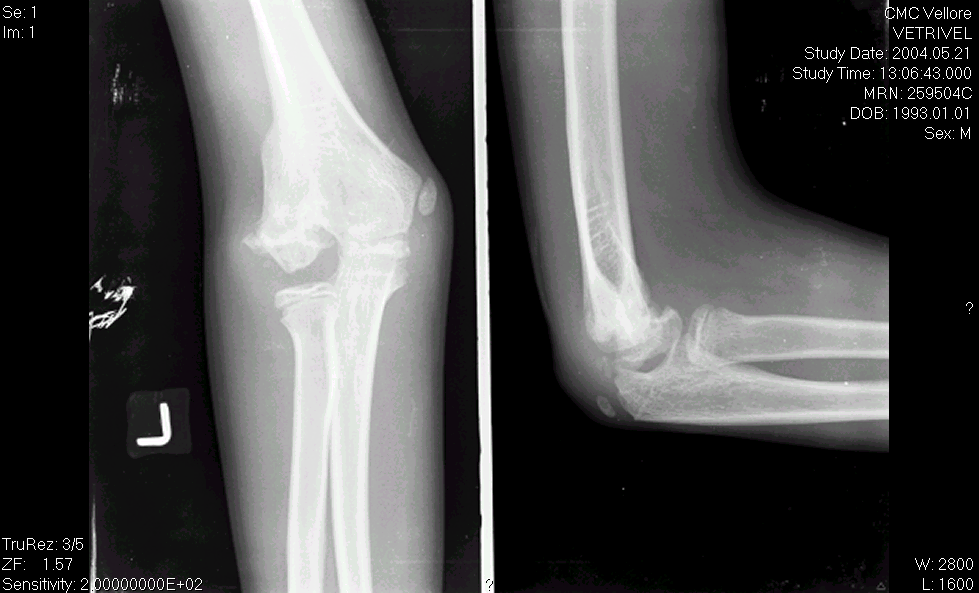 Se: 1
Im: 1
CMC Vellore
VETRIVEL
Study Date: 2004.05.21
Study Time: 13:06:43.000
MRN: 259504C
DOB: 1993.01.01
Sex: M
?
L
TruRez: 3/5
ZF: 1.57
Sensitivity: 2.00000000E+02
?
W: 2800
L: 1600